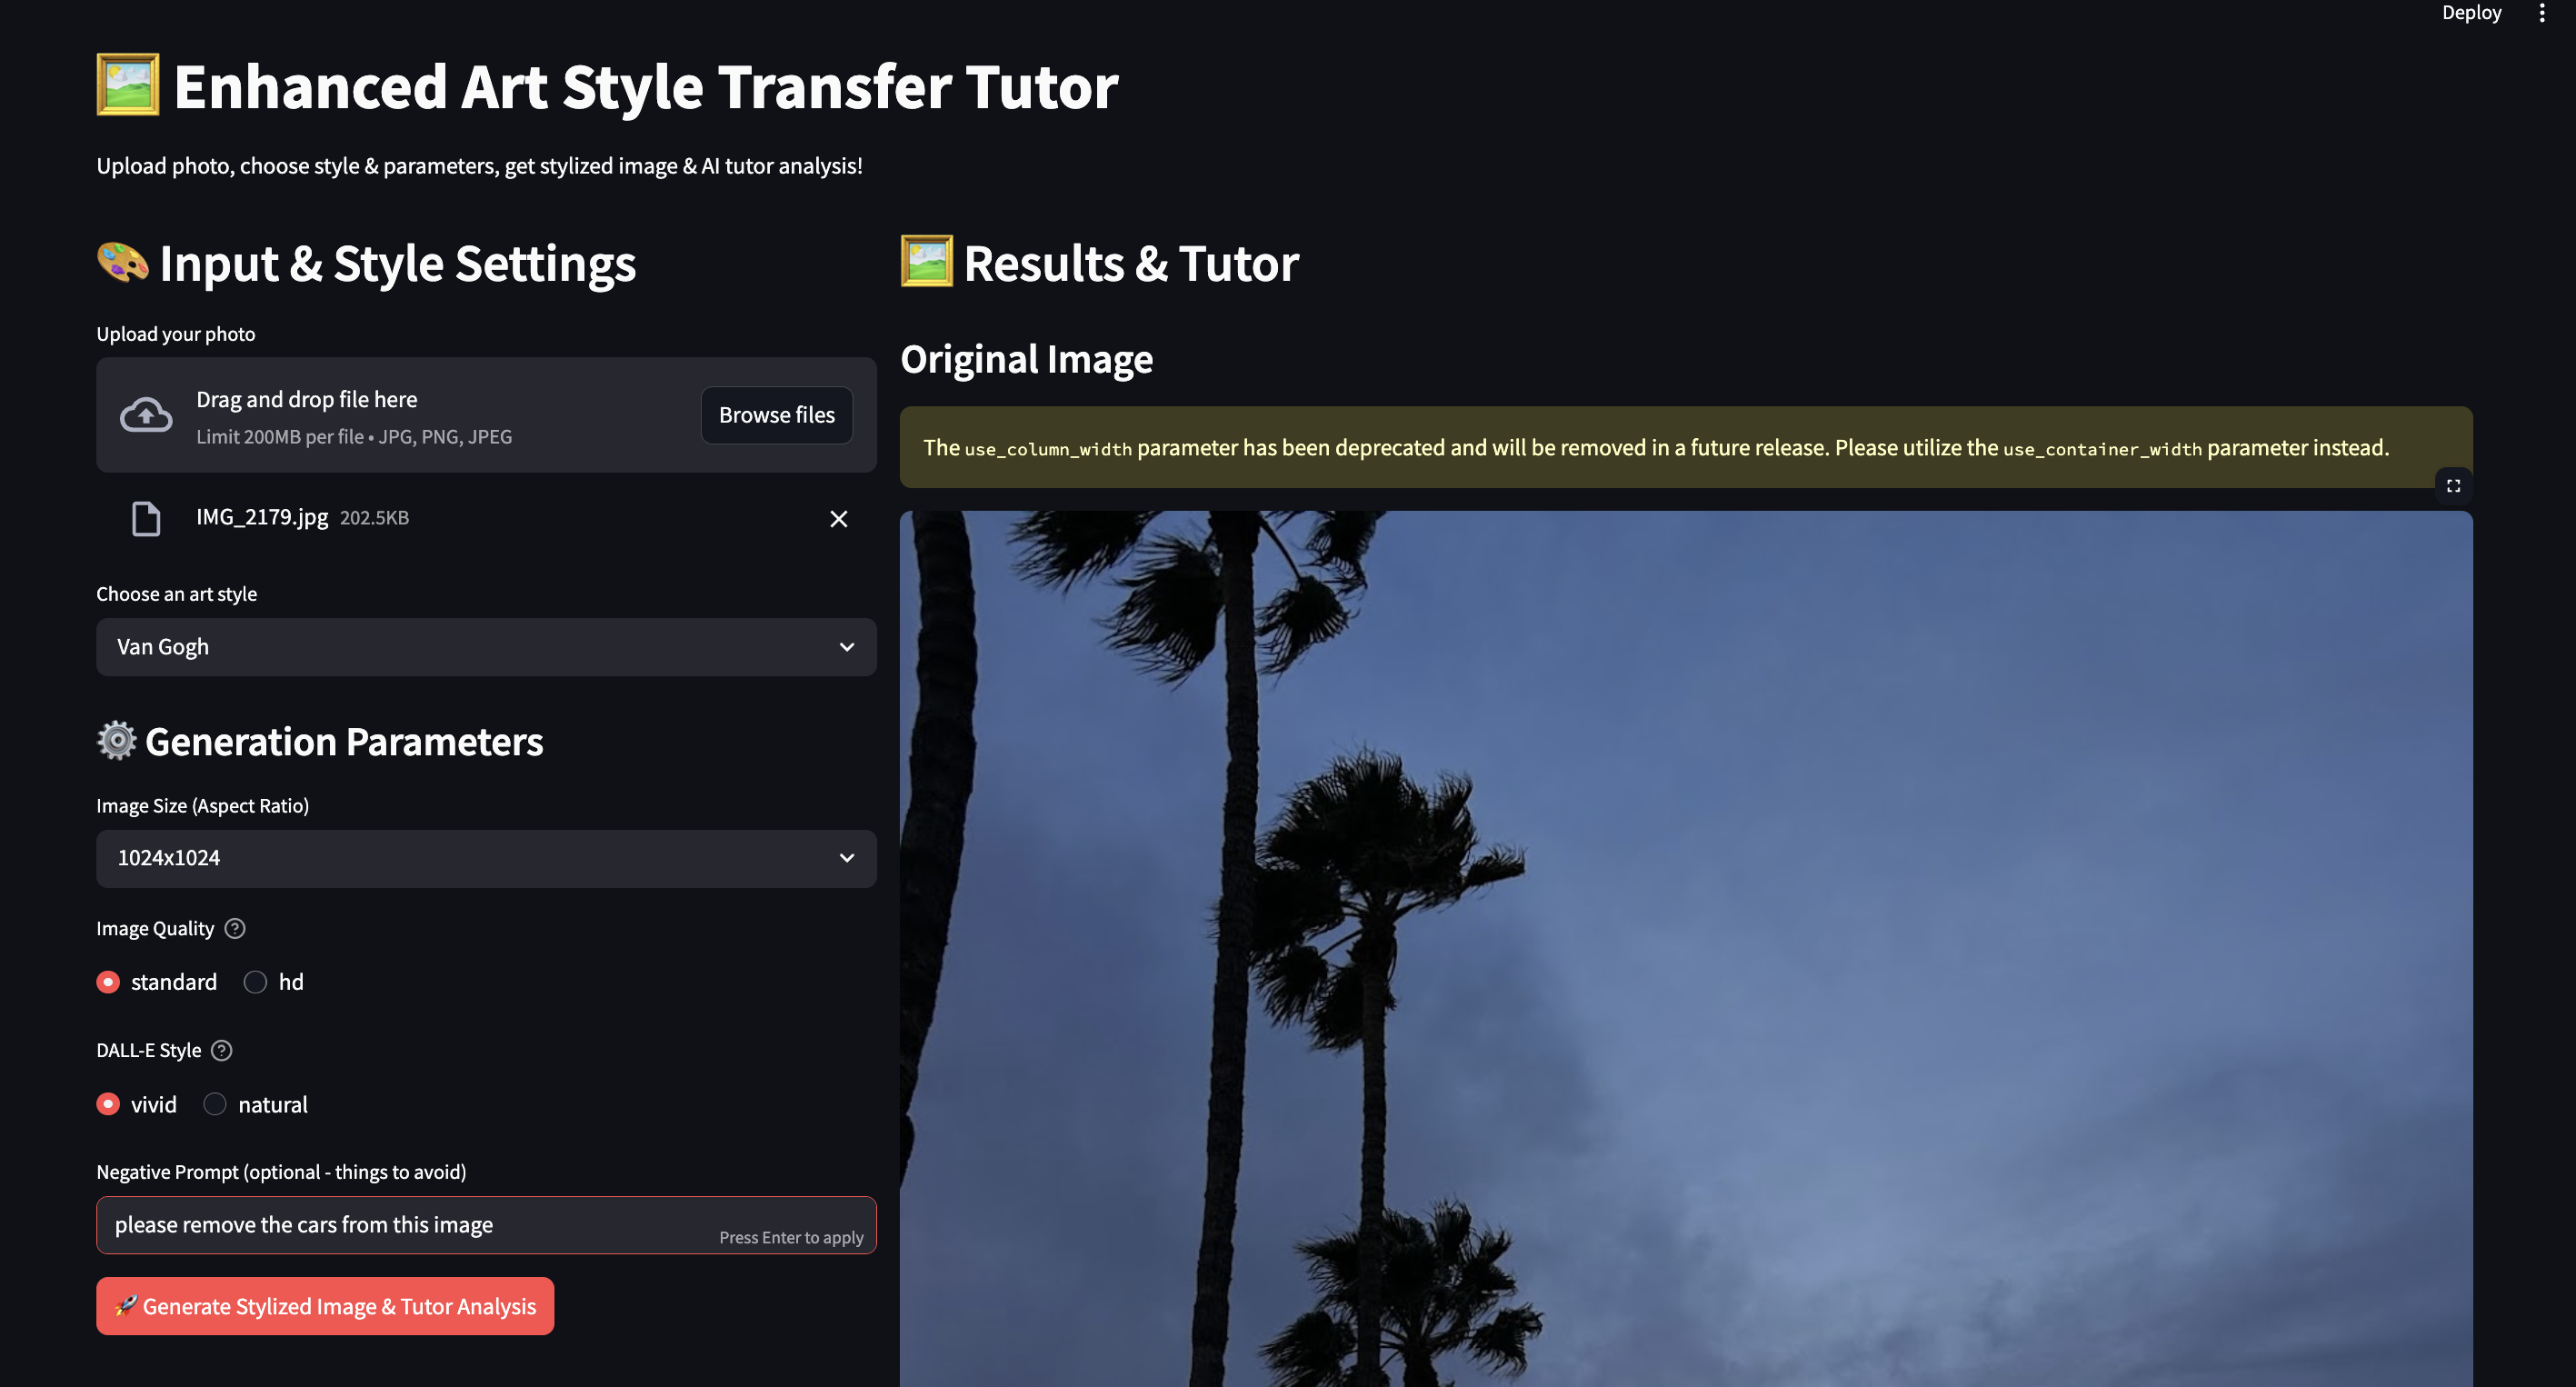 Deploy
Enhanced Art Style Transfer Tutor
Upload photo, choose style & parameters, get stylized image & AI tutor analysis!
Input & Style Settings
Upload your photo
Drag and drop file here
Limit 200MB per file • JPG, PNG, JPEG
Browse files
IMG_2179.jpg 202.5KB
Choose an art style
Van Gogh
Generation Parameters
Image Size (Aspect Ratio)
1024x1024
Image Quality
standard
hd
DALL-E Style
vivid
natural
Negative Prompt (optional - things to avoid)
please remove the cars from this image
Press Enter to apply
Generate Stylized Image & Tutor Analysis
Results & Tutor
Original Image
The use_column_width parameter has been deprecated and will be removed in a future release. Please utilize the use_container_width parameter instead.